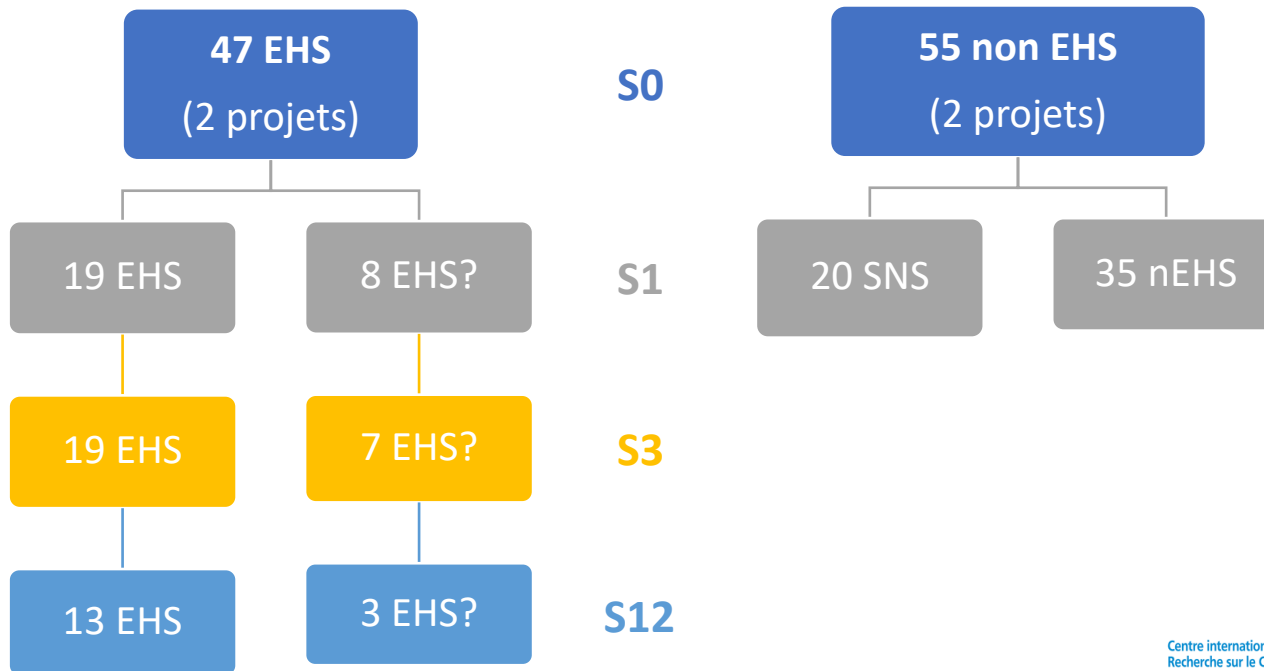 47 EHS
(2 projets)
S0
55 non EHS
(2 projets)
19 EHS
8 EHS?
S1
20 SNS
35 nEHS
19 EHS
7 EHS?
S3
13 EHS
3 EHS?
S12
Centre internation
Recherche sur le C